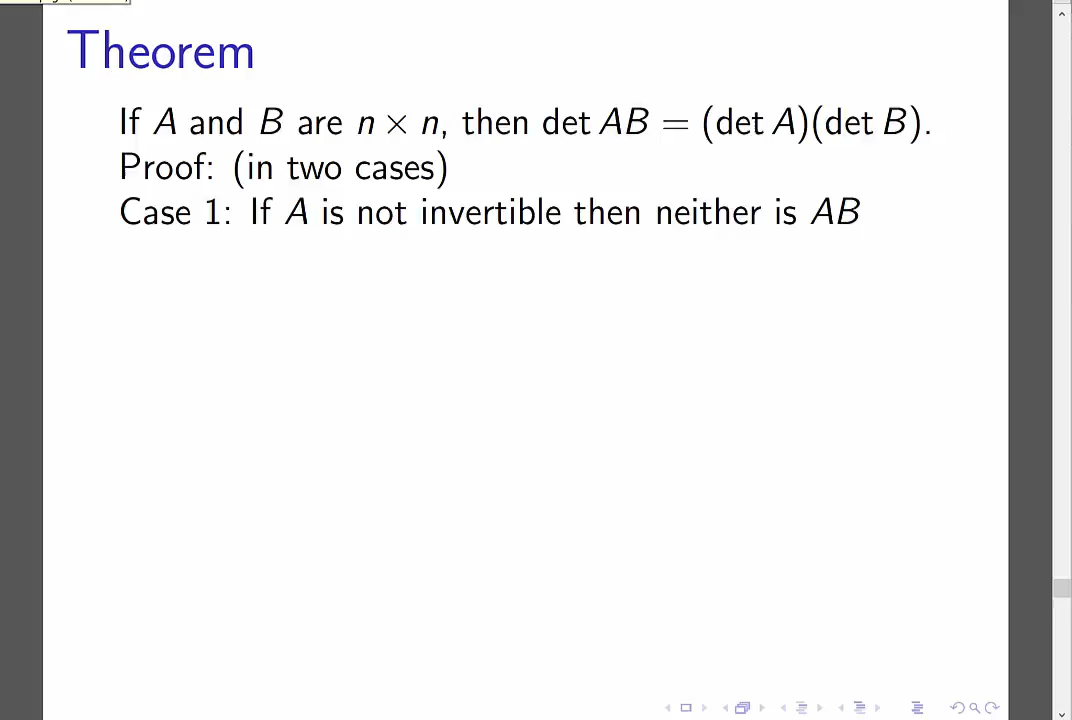 Theorem
If A and B are n × n, then det AB = (det A)(det B).
Proof: (in two cases)
Case 1: If A is not invertible then neither is AB